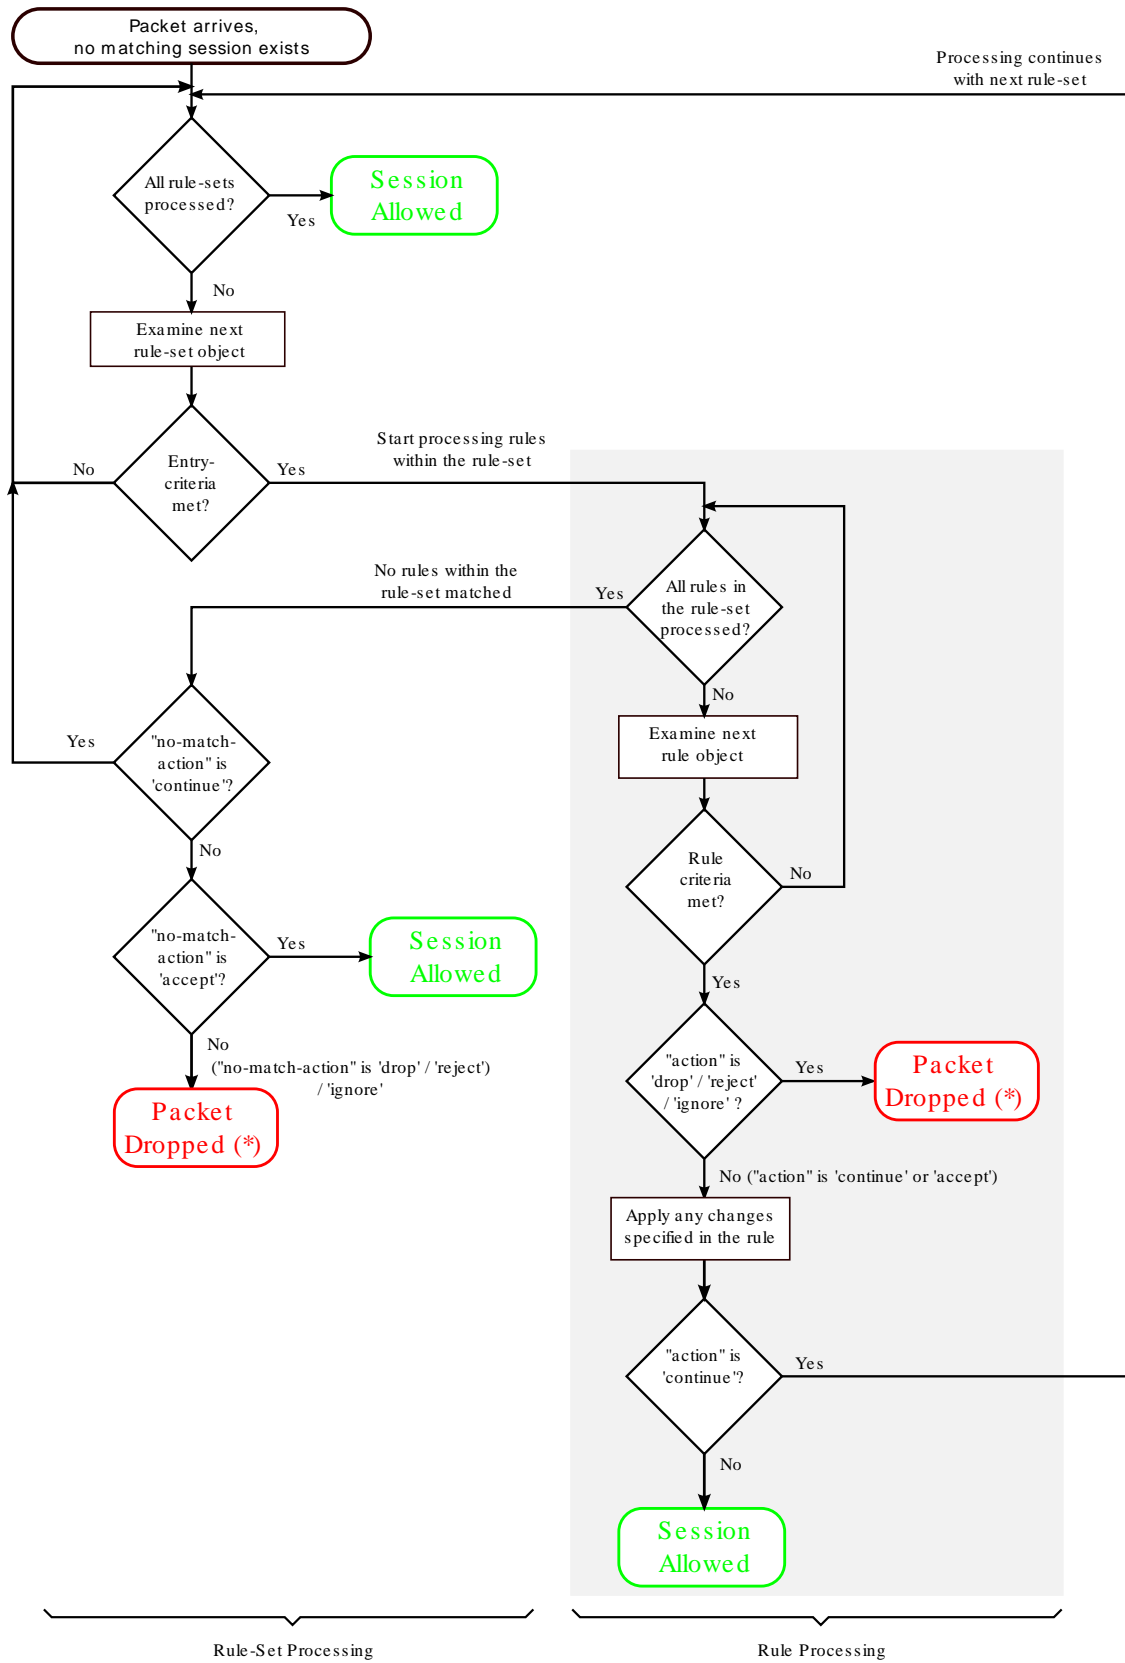 Packet arrives,
no matching session exists
Processing continues
with next rule-set
All rule-sets
processed?
Yes
Session
Allowed
No
Examine next
rule-set object
Entry-
criteria
met?
No
Yes
Start processing rules
within the rule-set
No rules within the
rule-set matched
Yes
All rules in
the rule-set
processed?
No
Examine next
rule object
Yes
"no-match-
action" is
'continue'?
No
Rule
criteria
met?
No
Yes
"no-match-
action" is
'accept'?
Yes
Session
Allowed
No
("no-match-action" is 'drop' / 'reject')
/ 'ignore'
Packet
Dropped (*)
"action" is
'drop' / 'reject'
/ 'ignore' ?
Yes
Packet
Dropped (*)
No ("action" is 'continue' or 'accept')
Apply any changes
specified in the rule
"action" is
'continue'?
Yes
No
Session
Allowed
Rule-Set Processing
Rule Processing